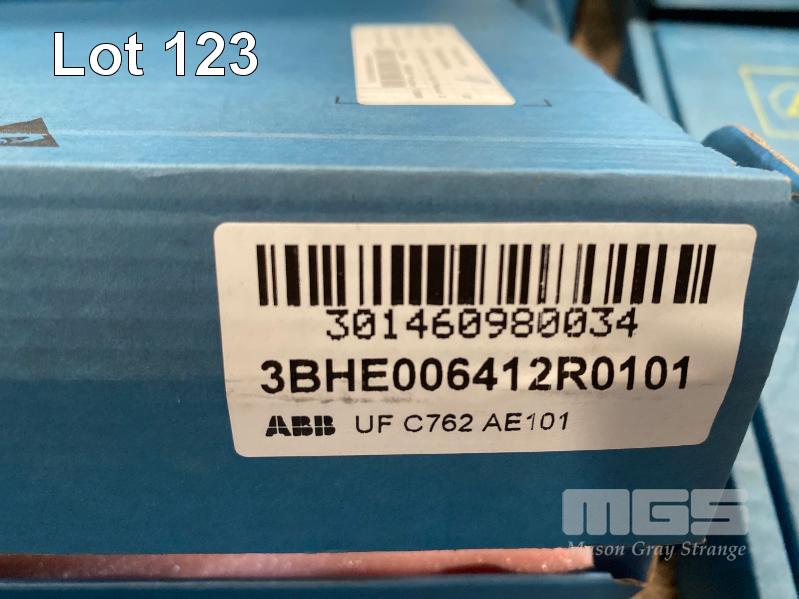 Lot 123
301460980034
3BHE006412R0101
ABB UF C762 AE101
MGS
Mason Gray Strange